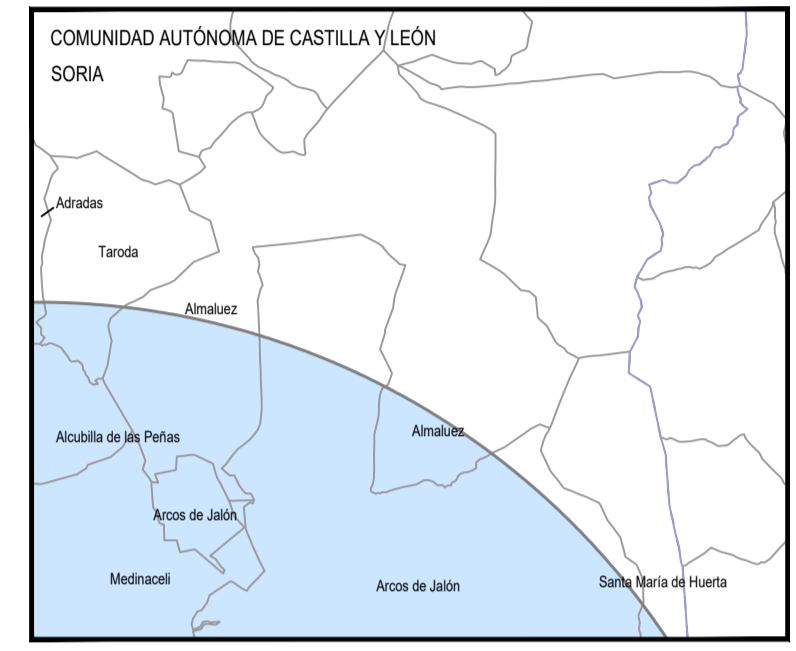 COMUNIDAD AUTÓNOMA DE CASTILLA Y LEÓN
SORIA
Adradas
Taroda
Almaluez
Almaluez
Alcubilla de las Peñas
Arcos de Jalón
Medinaceli
Arcos de Jalón
Santa María de Huerta